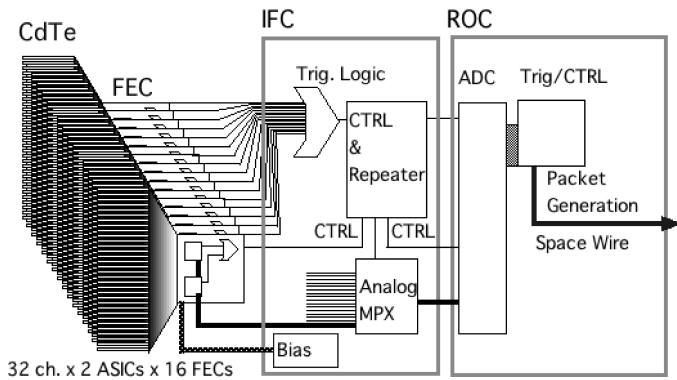 IFC
ROC
CdTe
FEC
Trig. Logic
ADC
Trig/CTRL
CTRL
&
Repeater
Packet
Generation
CTRL
CTRL
Space Wire
Analog
MPX
Bias
32 ch. x 2 ASICs x 16 FECs